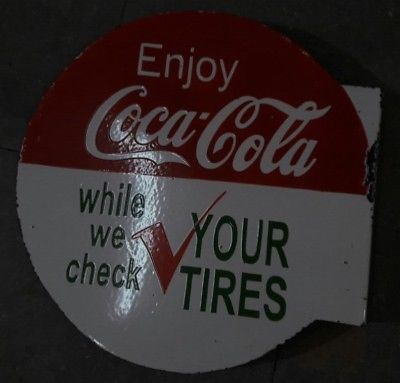 Enjoy
Coca-Cola
while
we
check
YOUR
TIRES